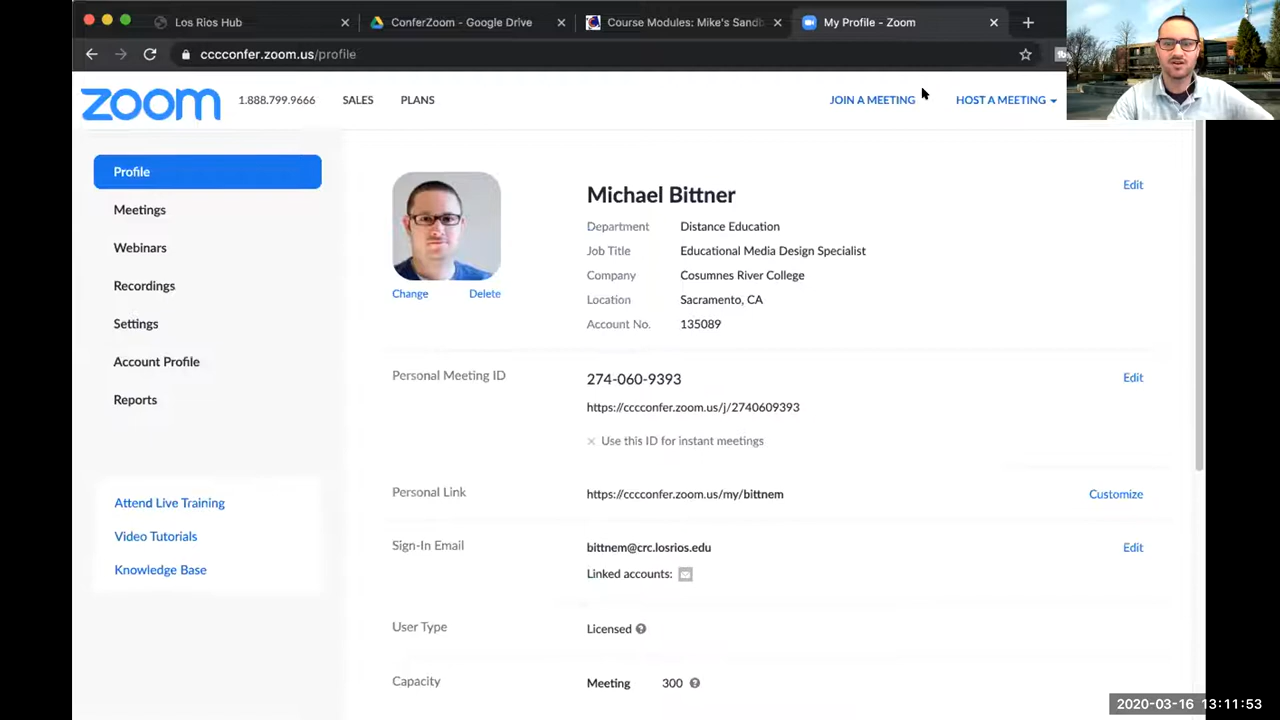 Los Rios Hub
ConferZoom - Google Drive
Course Modules: Mike's Sandb
My Profile - Zoom
cccconfer.zoom.us/profile
zoom
1.888.799.9666
SALES
PLANS
JOIN A MEETING
HOST A MEETING
Profile
Meetings
Webinars
Recordings
Settings
Account Profile
Reports
Attend Live Training
Video Tutorials
Knowledge Base
Change Delete
Michael Bittner
Edit
Department Distance Education
Job Title Educational Media Design Specialist
Company Cosumnes River College
Location Sacramento, CA
Account No. 135089
Personal Meeting ID 274-060-9393 Edit
https://cccconfer.zoom.us/j/2740609393
× Use this ID for instant meetings
Personal Link https://cccconfer.zoom.us/my/bittnem Customize
Sign-In Email bittnem@crc.losrios.edu Edit
Linked accounts:
User Type Licensed
Capacity Meeting 300
2020-03-16 13:11:53